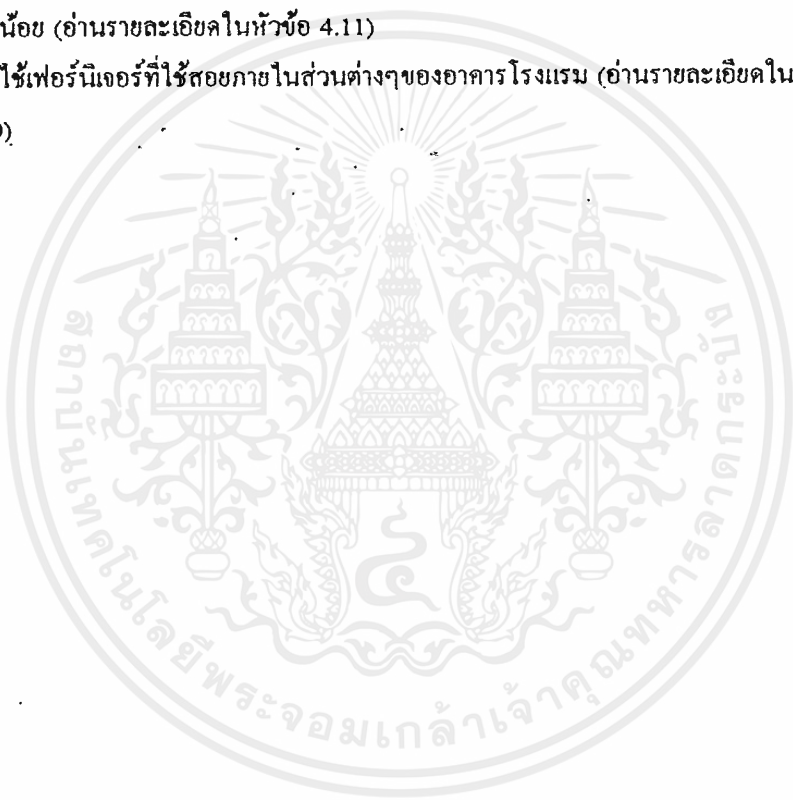 น้อย (อ่านรายละเอียดในหัวข้อ 4.11)
ใช้เฟอร์นิเจอร์ที่ใช้สอยภายในส่วนต่างๆของอาคารโรงแรม (อ่านรายละเอียดใน
)
สถาบันเทคโนโลยีพระจอมเกล้าเจ้าคุณทหารลาดกระบัง